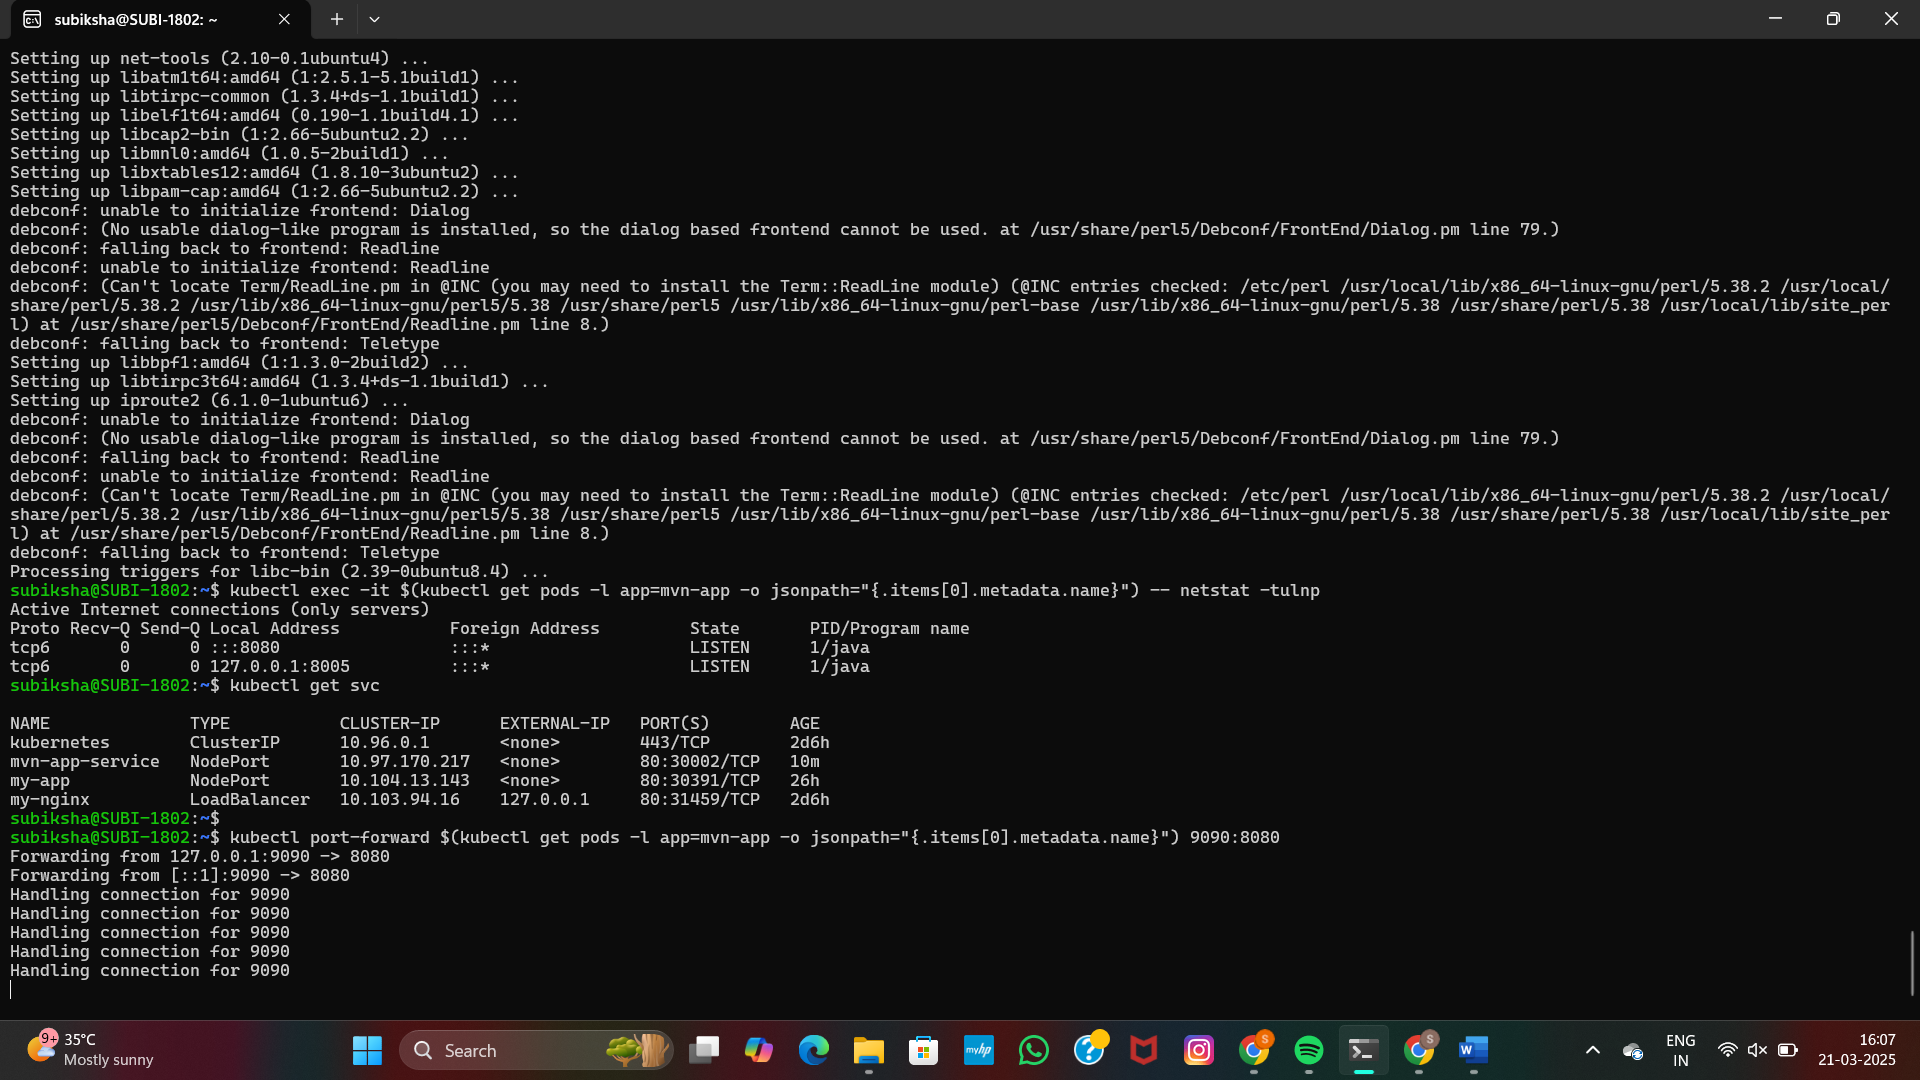 subiksha@SUBI-1802: ~
Setting up net-tools (2.10-0.1ubuntu4) ...
Setting up libatm1t64:amd64 (1:2.5.1-5.1build1) ...
Setting up libtirpc-common (1.3.4+ds-1.1build1) ...
Setting up libelf1t64:amd64 (0.190-1.1build4.1) ...
Setting up libcap2-bin (1:2.66-5ubuntu2.2) ...
Setting up libmnl0:amd64 (1.0.5-2build1) ...
Setting up libxtables12:amd64 (1.8.10-3ubuntu2) ...
Setting up libpam-cap:amd64 (1:2.66-5ubuntu2.2) ...
debconf: unable to initialize frontend: Dialog
debconf: (No usable dialog-like program is installed, so the dialog based frontend cannot be used. at /usr/share/perl5/Debconf/FrontEnd/Dialog.pm line 79.)
debconf: falling back to frontend: Readline
debconf: unable to initialize frontend: Readline
debconf: (Can't locate Term/ReadLine.pm in @INC (you may need to install the Term::ReadLine module) (@INC entries checked: /etc/perl /usr/local/lib/x86_64-linux-gnu/perl/5.38.2 /usr/local/
share/perl/5.38.2 /usr/lib/x86_64-linux-gnu/perl5/5.38 /usr/share/perl5 /usr/lib/x86_64-linux-gnu/perl-base /usr/lib/x86_64-linux-gnu/perl/5.38 /usr/share/perl/5.38 /usr/local/lib/site_per
l) at /usr/share/perl5/Debconf/FrontEnd/Readline.pm line 8.)
debconf: falling back to frontend: Teletype
Setting up libbpf1:amd64 (1:1.3.0-2build2) ...
Setting up libtirpc3t64:amd64 (1.3.4+ds-1.1build1) ...
Setting up iproute2 (6.1.0-1ubuntu6) ...
debconf: unable to initialize frontend: Dialog
debconf: (No usable dialog-like program is installed, so the dialog based frontend cannot be used. at /usr/share/perl5/Debconf/FrontEnd/Dialog.pm line 79.)
debconf: falling back to frontend: Readline
debconf: unable to initialize frontend: Readline
debconf: (Can't locate Term/ReadLine.pm in @INC (you may need to install the Term::ReadLine module) (@INC entries checked: /etc/perl /usr/local/lib/x86_64-linux-gnu/perl/5.38.2 /usr/local/
share/perl/5.38.2 /usr/lib/x86_64-linux-gnu/perl5/5.38 /usr/share/perl5 /usr/lib/x86_64-linux-gnu/perl-base /usr/lib/x86_64-linux-gnu/perl/5.38 /usr/share/perl/5.38 /usr/local/lib/site_per
l) at /usr/share/perl5/Debconf/FrontEnd/Readline.pm line 8.)
debconf: falling back to frontend: Teletype
Processing triggers for libc-bin (2.39-0ubuntu8.4) ...
subiksha@SUBI-1802:~$ kubectl exec -it $(kubectl get pods -l app=mvn-app -o jsonpath="{.items[0].metadata.name}") -- netstat -tulnp
Active Internet connections (only servers)
Proto Recv-Q Send-Q Local Address           Foreign Address         State       PID/Program name
tcp6       0      0 :::8080                 :::*                    LISTEN      1/java
tcp6       0      0 127.0.0.1:8005          :::*                    LISTEN      1/java
subiksha@SUBI-1802:~$ kubectl get svc
NAME              TYPE           CLUSTER-IP      EXTERNAL-IP   PORT(S)        AGE
kubernetes        ClusterIP      10.96.0.1       <none>        443/TCP        2d6h
mvn-app-service   NodePort       10.97.170.217   <none>        80:30002/TCP   10m
my-app            NodePort       10.104.13.143   <none>        80:30391/TCP   26h
my-nginx          LoadBalancer   10.103.94.16    127.0.0.1     80:31459/TCP   2d6h
subiksha@SUBI-1802:~$
subiksha@SUBI-1802:~$ kubectl port-forward $(kubectl get pods -l app=mvn-app -o jsonpath="{.items[0].metadata.name}") 9090:8080
Forwarding from 127.0.0.1:9090 -> 8080
Forwarding from [::1]:9090 -> 8080
Handling connection for 9090
Handling connection for 9090
Handling connection for 9090
Handling connection for 9090
Handling connection for 9090
9+
35°C
Mostly sunny
Search
myhp
S
S
W
ENG
IN
16:07
21-03-2025